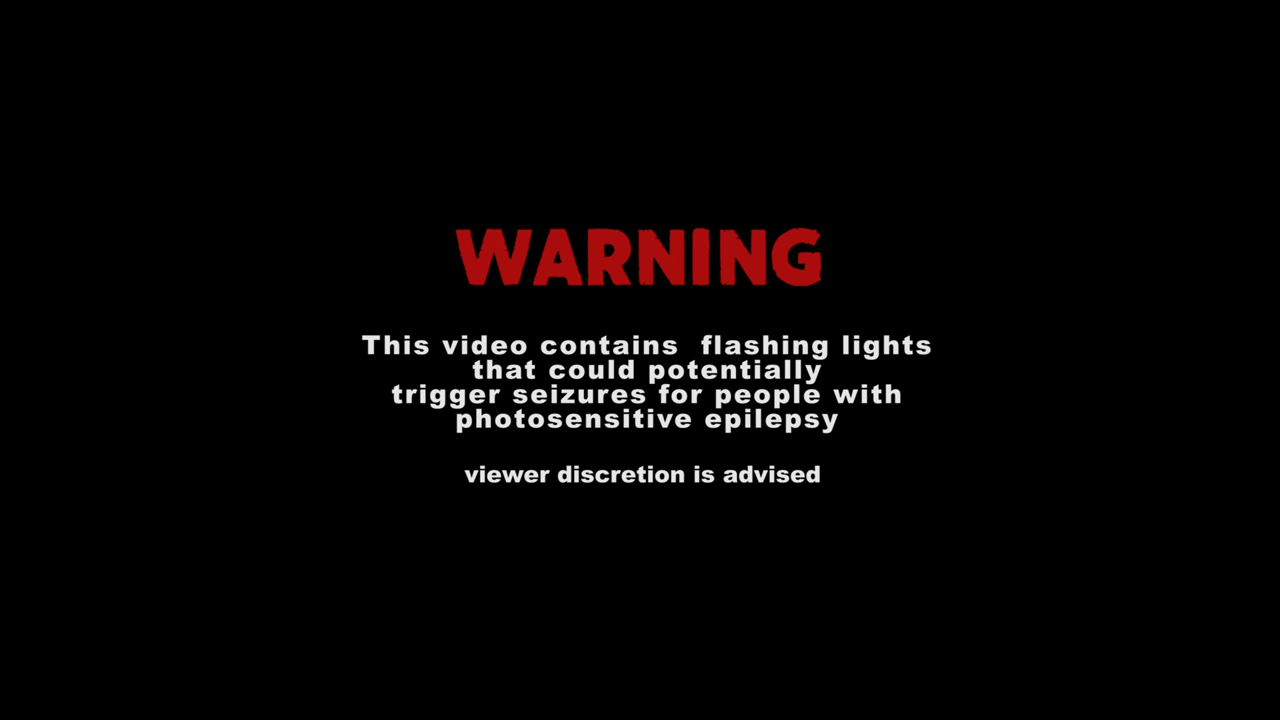 WARNING
This video contains  flashing lights
that could potentially
trigger seizures for people with
photosensitive epilepsy
viewer discretion is advised